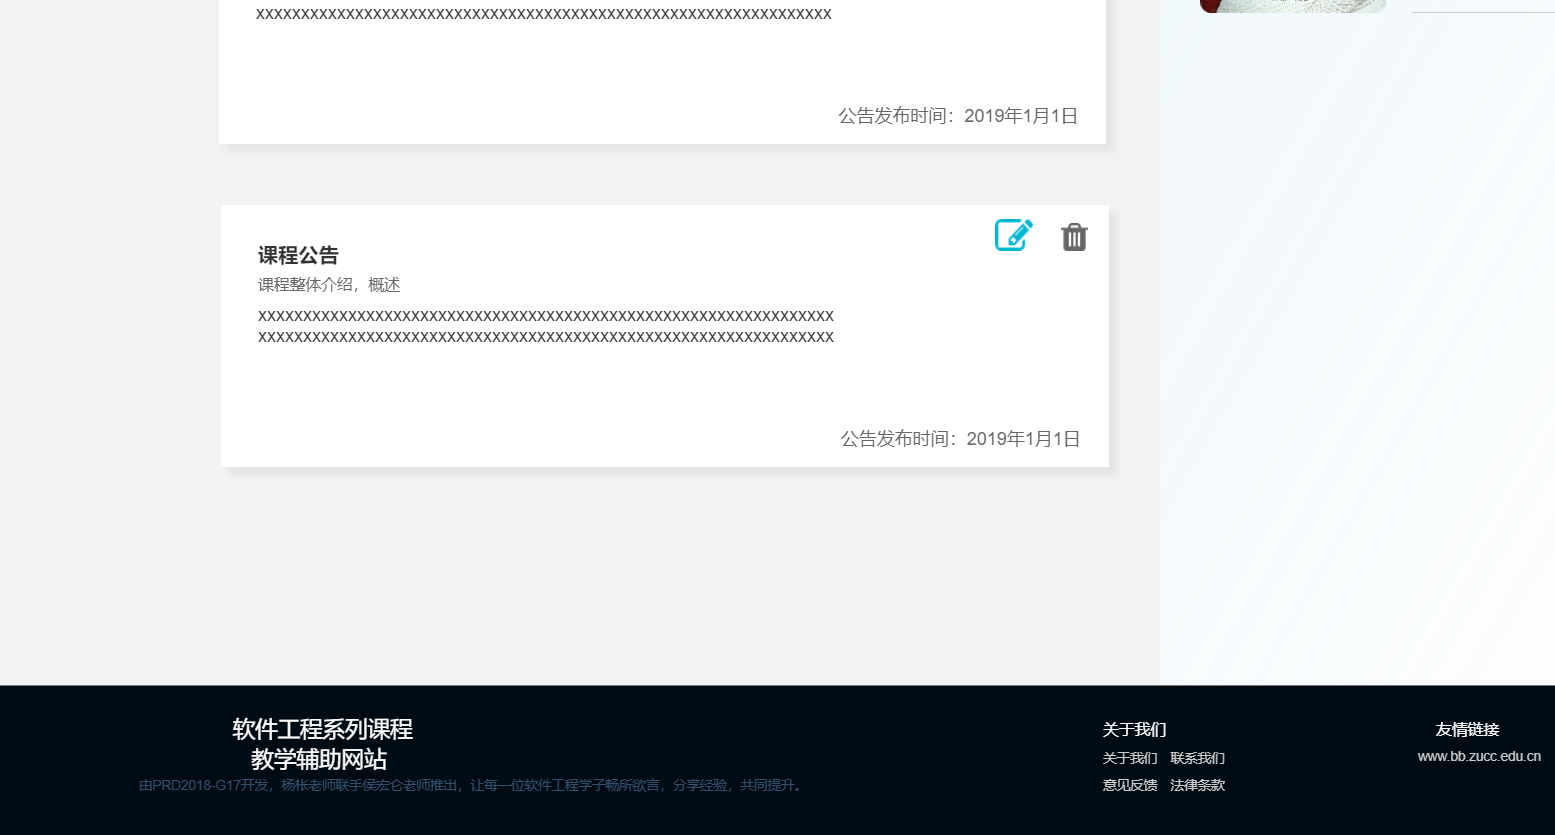 xxxxxxxxxxxxxxxxxxxxxxxxxxxxxxxxxxxxxxxxxxxxxxxxxxxxxxxxxxxxxxxx
公告发布时间：2019年1月1日
课程公告
课程整体介绍，概述
xxxxxxxxxxxxxxxxxxxxxxxxxxxxxxxxxxxxxxxxxxxxxxxxxxxxxxxxxxxxxxxx
xxxxxxxxxxxxxxxxxxxxxxxxxxxxxxxxxxxxxxxxxxxxxxxxxxxxxxxxxxxxxxxx
公告发布时间：2019年1月1日
软件工程系列课程
教学辅助网站
由PRD2018-G17开发，杨枨老师联手侯宏仑老师推出，让每一位软件工程学子畅所欲言，分享经验，共同提升。
关于我们
关于我们 联系我们
意见反馈 法律条款
友情链接
www.bb.zucc.edu.cn